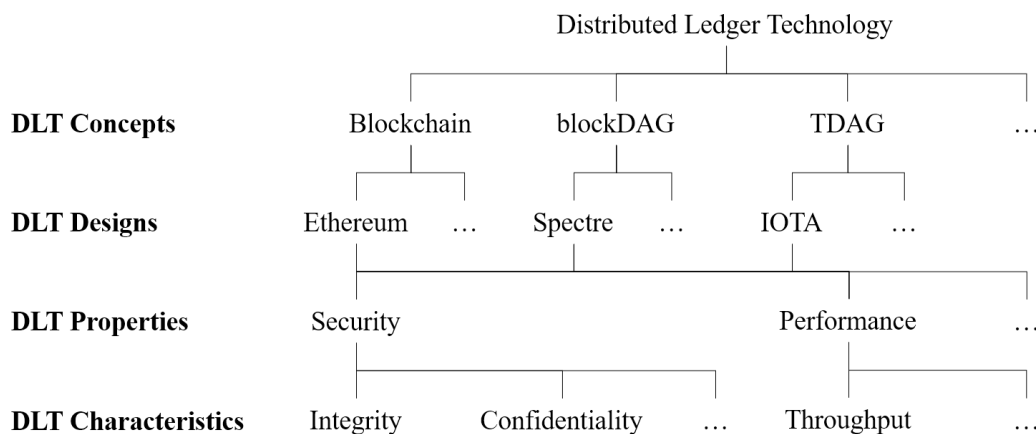 Distributed Ledger Technology
DLT Concepts Blockchain blockDAG TDAG …
DLT Designs Ethereum … Spectre … IOTA …
DLT Properties Security Performance …
DLT Characteristics Integrity Confidentiality … Throughput …